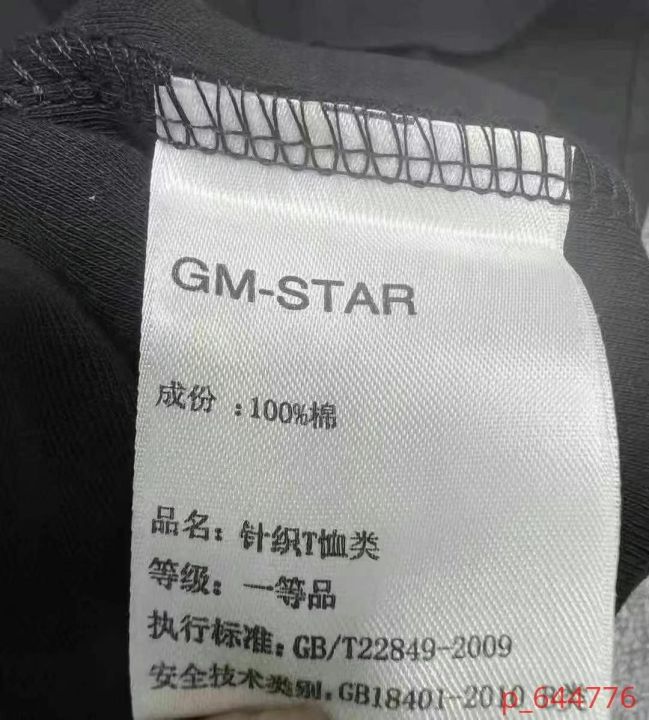 GM-STAR
成份 :100%棉
品名: 针织T恤类
等级: 一等品
执行标准: GB/T22849-2009
安全技术类别: GB18401-2010
p_644776